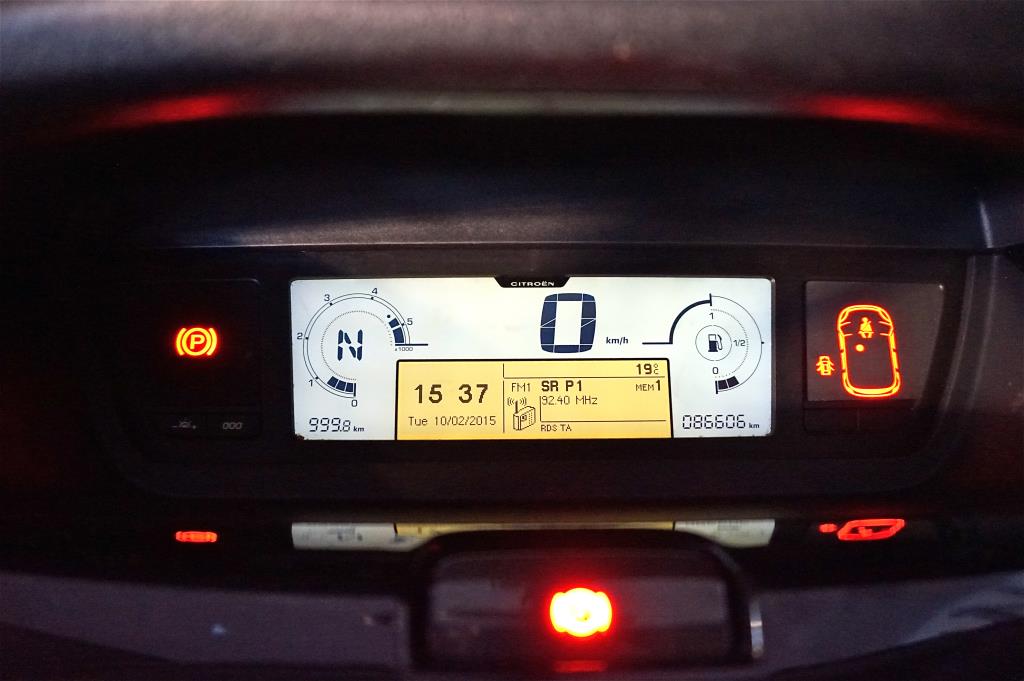 CITROËN
4
3
5
2
x1000
1
0
N
0
km/h
1
1/2
0
P
19°C
15 37
FM1 SR P1 MEM1
92.40 MHz
Tue 10/02/2015
RDS TA
999.8 km
086606 km
000